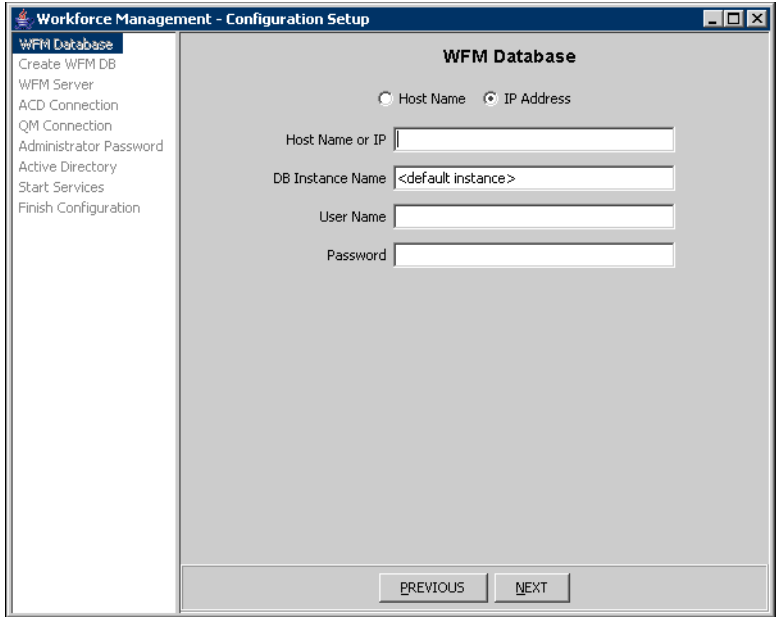 Workforce Management - Configuration Setup
WFM Database
Create WFM DB
WFM Server
ACD Connection
QM Connection
Administrator Password
Active Directory
Start Services
Finish Configuration
WFM Database
Host Name IP Address
Host Name or IP
DB Instance Name <default instance>
User Name
Password
PREVIOUS NEXT